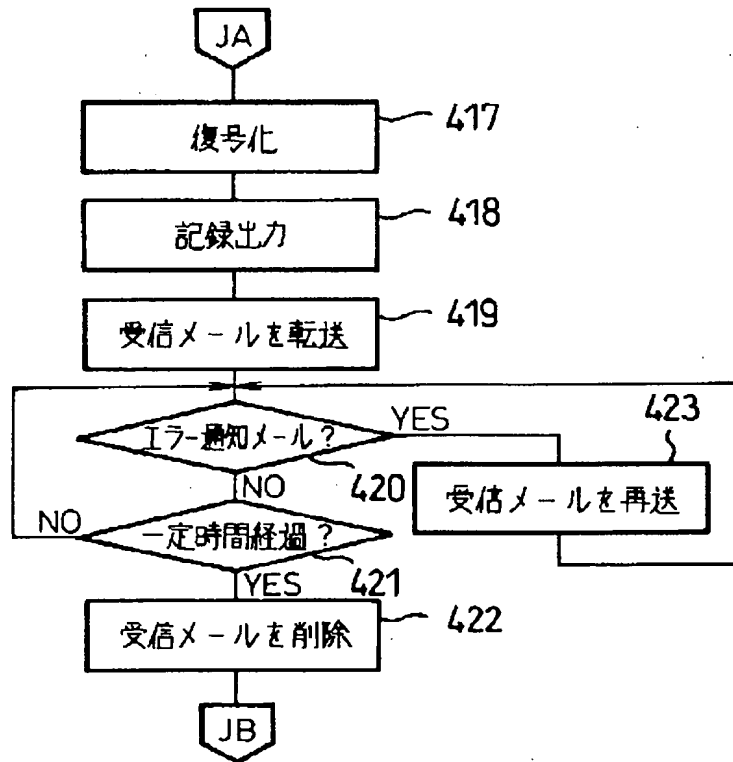 JA
復号化
417
記録出力
418
受信メールを転送
419
エラー通知メール?
YES
420
423
受信メールを再送
NO
NO
一定時間経過?
421
YES
受信メールを削除
422
JB